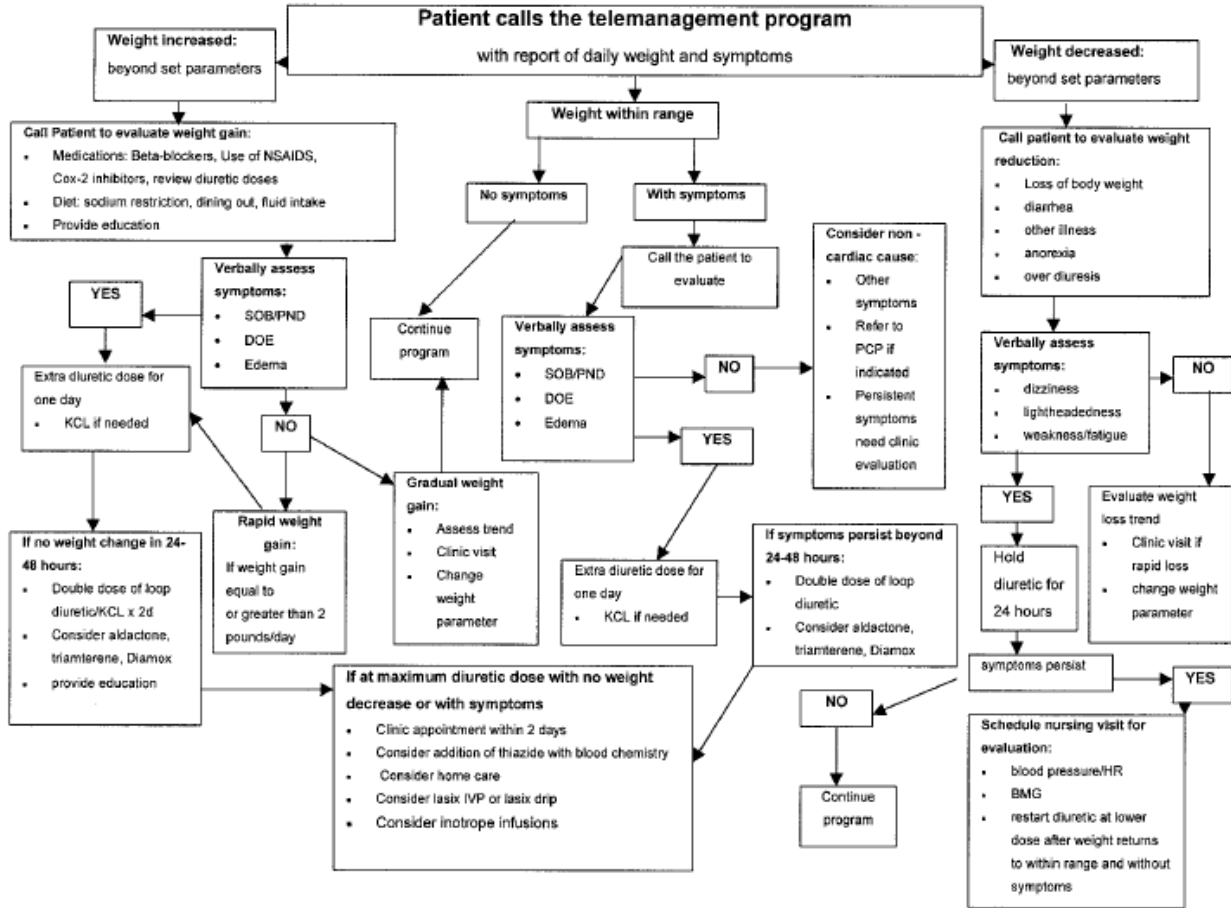 Patient calls the telemanagement program
with report of daily weight and symptoms
Weight increased:
beyond set parameters
Weight within range
Weight decreased:
beyond set parameters
Call Patient to evaluate weight gain:
• Medications: Beta-blockers, Use of NSAIDS,
Cox-2 inhibitors, review diuretic doses
• Diet: sodium restriction, dining out, fluid intake
• Provide education
Verbally assess
symptoms:
• SOB/PND
• DOE
• Edema
YES
Extra diuretic dose for
one day
• KCL if needed
NO
Rapid weight
gain:
If weight gain
equal to
or greater than 2
pounds/day
Gradual weight
gain:
• Assess trend
• Clinic visit
• Change
weight
parameter
If no weight change in 24-
48 hours:
• Double dose of loop
diuretic/KCL x 2d
• Consider aldactone,
triamterene, Diamox
• provide education
No symptoms
Continue
program
With symptoms
Call the patient to
evaluate
Verbally assess
symptoms:
• SOB/PND
• DOE
• Edema
NO
Consider non -
cardiac cause:
• Other
symptoms
• Refer to
PCP if
indicated
• Persistent
symptoms
need clinic
evaluation
YES
Extra diuretic dose for
one day
• KCL if needed
If symptoms persist beyond
24-48 hours:
• Double dose of loop
diuretic
• Consider aldactone,
triamterene, Diamox
If at maximum diuretic dose with no weight
decrease or with symptoms
• Clinic appointment within 2 days
• Consider addition of thiazide with blood chemistry
• Consider home care
• Consider lasix IVP or lasix drip
• Consider inotrope infusions
Call patient to evaluate weight
reduction:
• Loss of body weight
• diarrhea
• other illness
• anorexia
• over diuresis
Verbally assess
symptoms:
• dizziness
• lightheadedness
• weakness/fatigue
NO
Evaluate weight
loss trend
• Clinic visit if
rapid loss
• change weight
parameter
YES
Hold
diuretic for
24 hours
symptoms persist
NO
Continue
program
YES
Schedule nursing visit for
evaluation:
• blood pressure/HR
• BMG
• restart diuretic at lower
dose after weight returns
to within range and without
symptoms